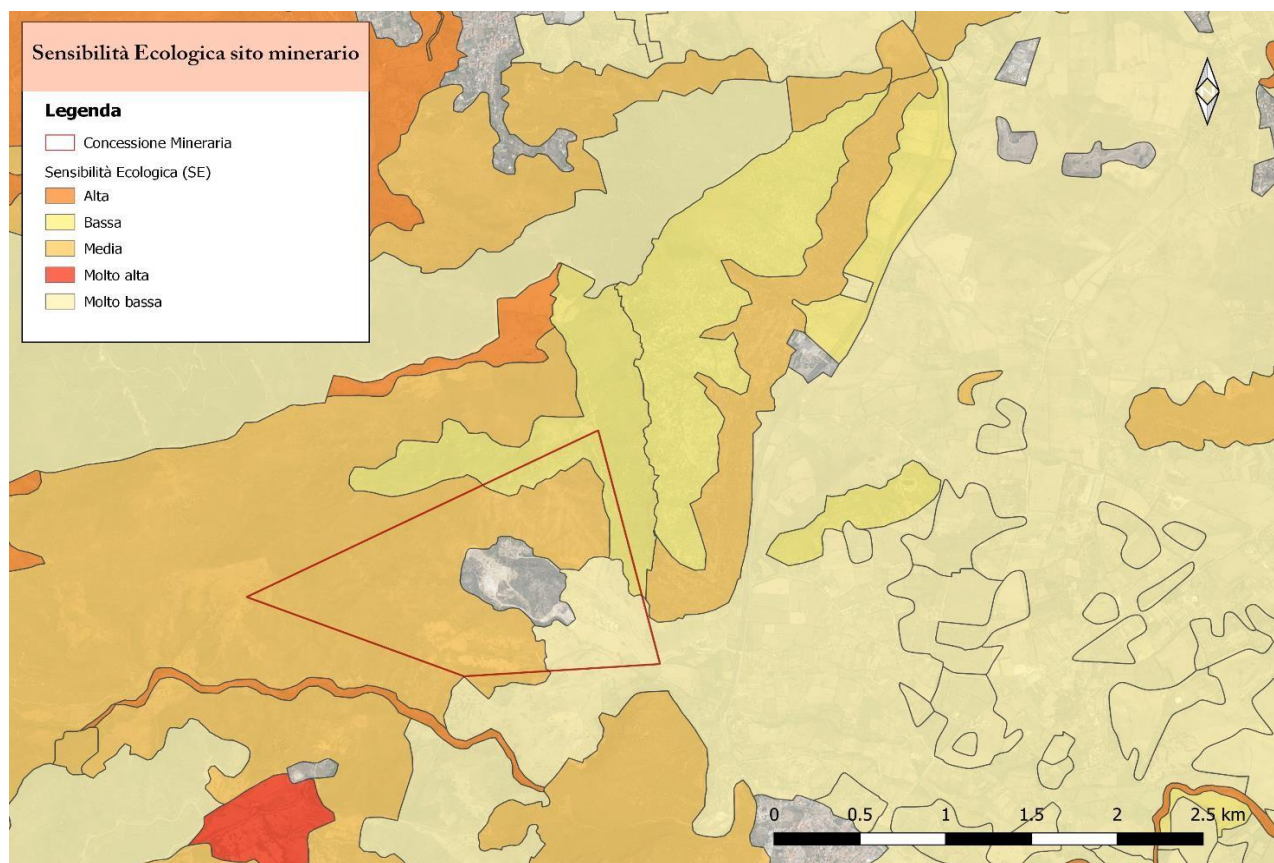 Sensibilità Ecologica sito minerario
Legenda
Concessione Mineraria
Sensibilità Ecologica (SE)
Alta
Bassa
Media
Molto alta
Molto bassa
0 0.5 1 1.5 2 2.5 km